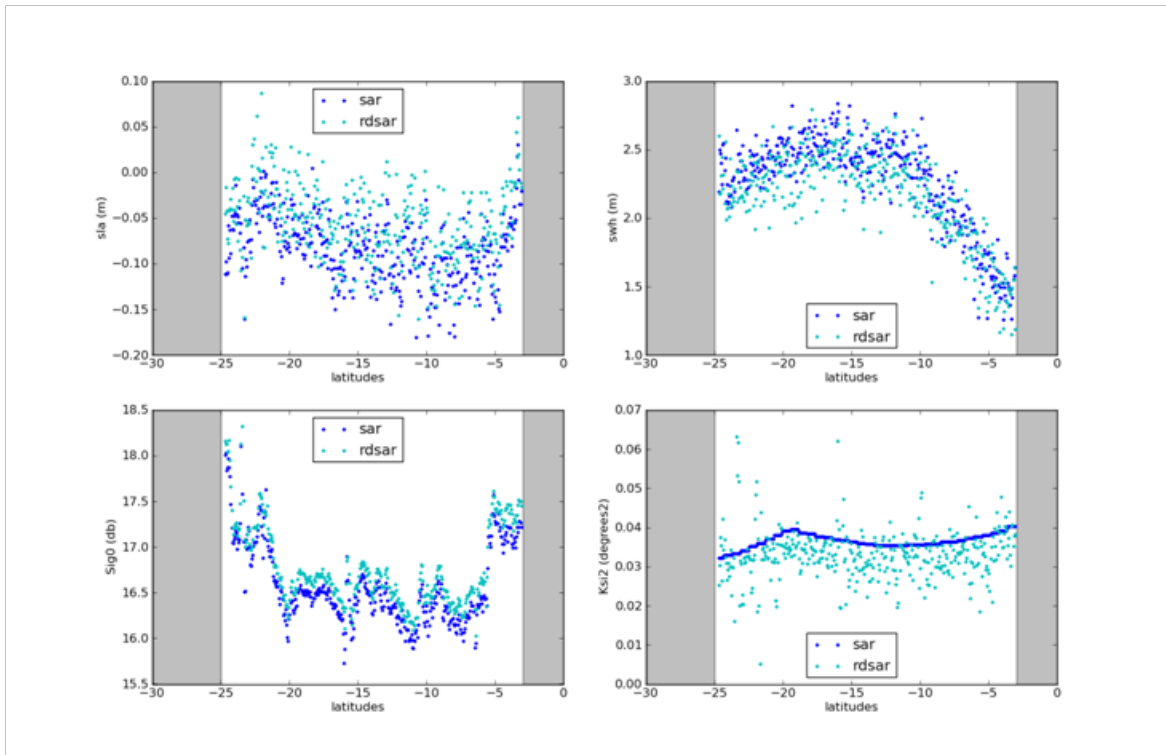 0.10
0.05
0.00
−0.05
−0.10
−0.15
−0.20
sla (m)
sar
rdsar
−30 −25 −20 −15 −10 −5 0
latitudes
3.0
2.5
2.0
1.5
1.0
swh (m)
sar
rdsar
−30 −25 −20 −15 −10 −5 0
latitudes
18.5
18.0
17.5
17.0
16.5
16.0
15.5
Sig0 (db)
sar
rdsar
−30 −25 −20 −15 −10 −5 0
latitudes
0.07
0.06
0.05
0.04
0.03
0.02
0.01
0.00
Ksi2 (degrees2)
sar
rdsar
−30 −25 −20 −15 −10 −5 0
latitudes